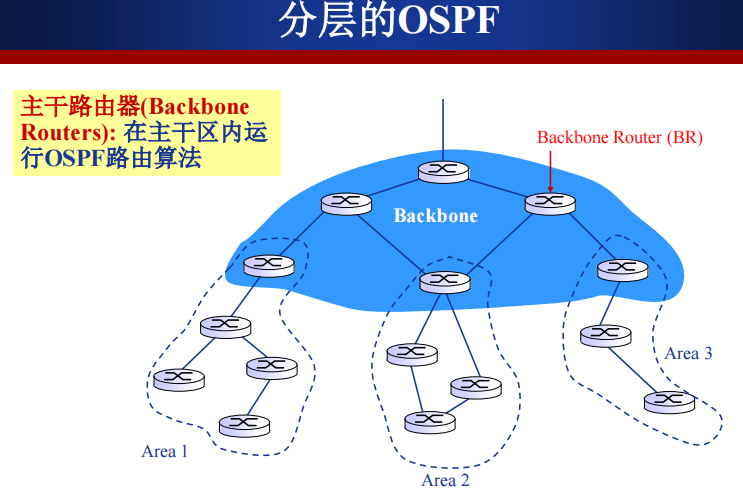 分层的OSPF
主干路由器(Backbone
Routers): 在主干区内运
行OSPF路由算法
Backbone Router (BR)
Backbone
Area 3
Area 1
Area 2